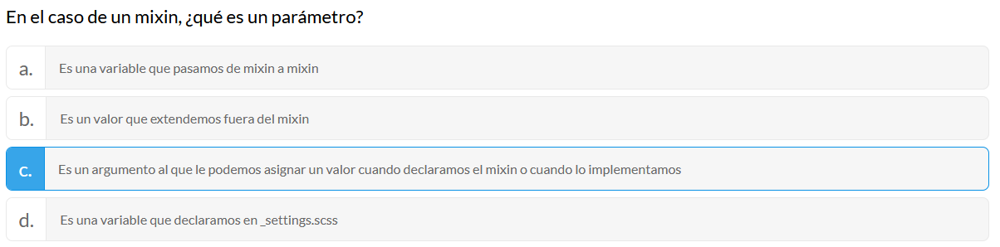 En el caso de un mixin, ¿qué es un parámetro?
a. Es una variable que pasamos de mixin a mixin
b. Es un valor que extendemos fuera del mixin
c. Es un argumento al que le podemos asignar un valor cuando declaramos el mixin o cuando lo implementamos
d. Es una variable que declaramos en _settings.scss